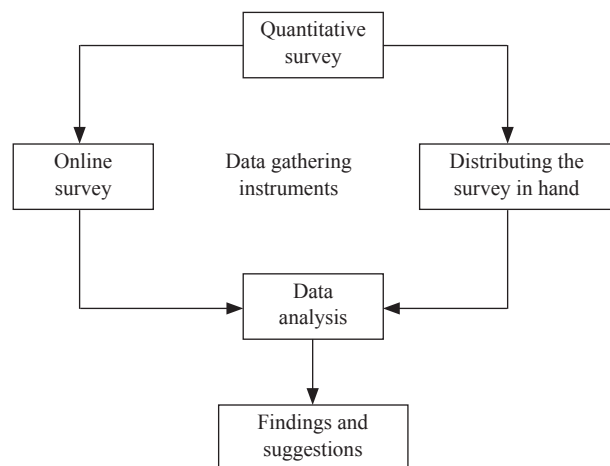 Quantitative
survey
Online
survey
Data gathering
instruments
Distributing the
survey in hand
Data
analysis
Findings and
suggestions